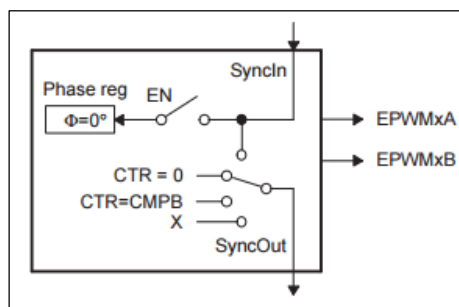 SyncIn
Phase reg
EN
Φ=0°
EPWMxA
EPWMxB
CTR = 0
CTR=CMPB
X
SyncOut